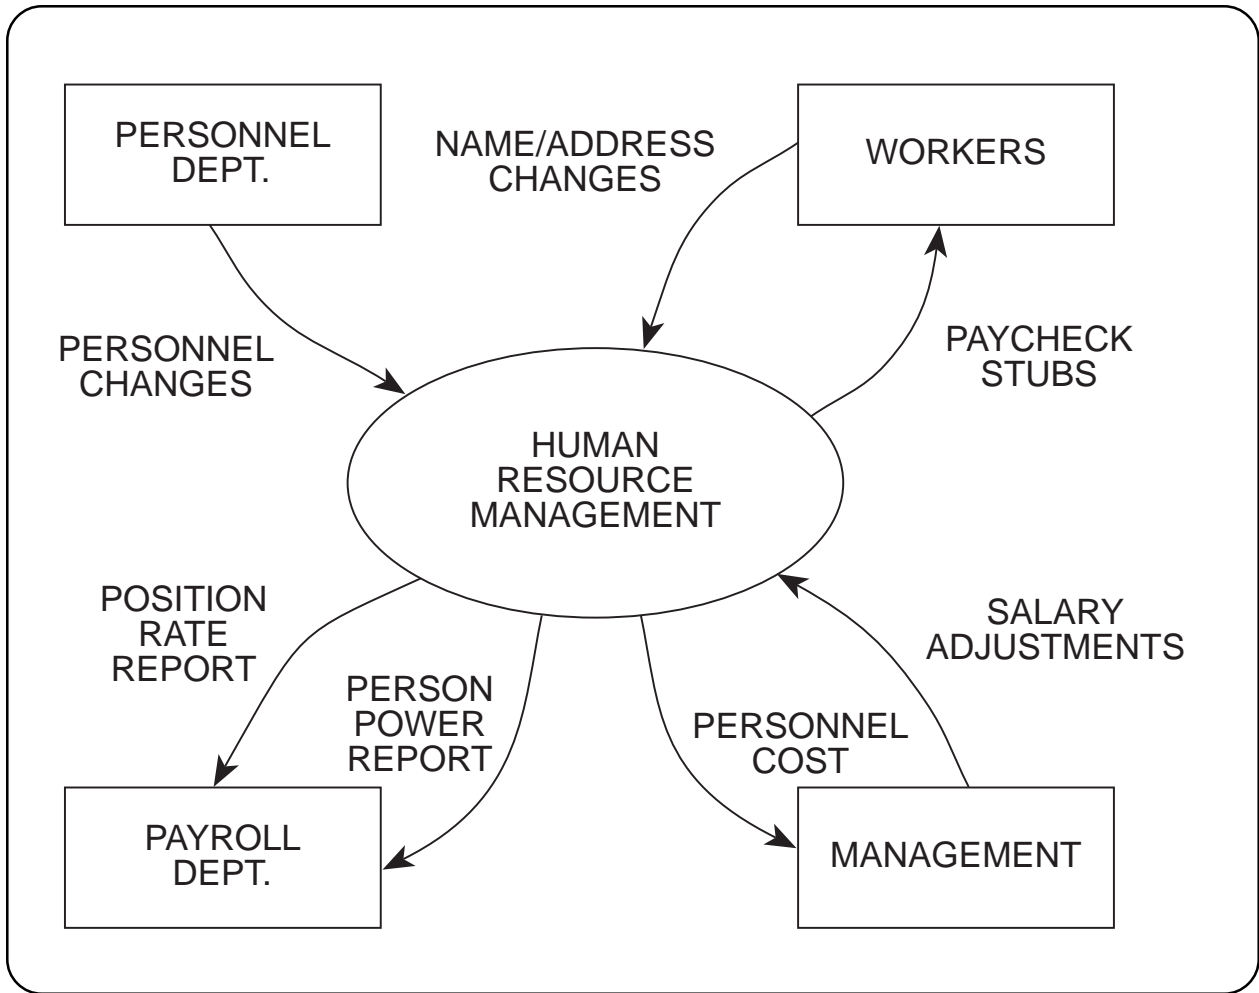 PERSONNEL
DEPT.
NAME/ADDRESS
CHANGES
WORKERS
PERSONNEL
CHANGES
PAYCHECK
STUBS
HUMAN
RESOURCE
MANAGEMENT
POSITION
RATE
REPORT
PERSON
POWER
REPORT
PERSONNEL
COST
SALARY
ADJUSTMENTS
PAYROLL
DEPT.
MANAGEMENT